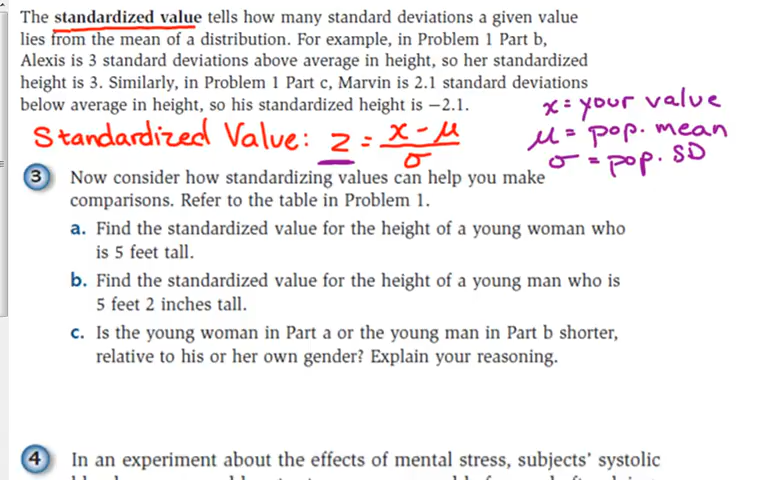 The standardized value tells how many standard deviations a given value
lies from the mean of a distribution. For example, in Problem 1 Part b,
Alexis is 3 standard deviations above average in height, so her standardized
height is 3. Similarly, in Problem 1 Part c, Marvin is 2.1 standard deviations
below average in height, so his standardized height is −2.1.
x = your value
μ = pop. mean
σ = pop. SD
Standardized Value: z = (x - μ) / σ
3 Now consider how standardizing values can help you make
comparisons. Refer to the table in Problem 1.
a. Find the standardized value for the height of a young woman who
is 5 feet tall.
b. Find the standardized value for the height of a young man who is
5 feet 2 inches tall.
c. Is the young woman in Part a or the young man in Part b shorter,
relative to his or her own gender? Explain your reasoning.
4 In an experiment about the effects of mental stress, subjects' systolic